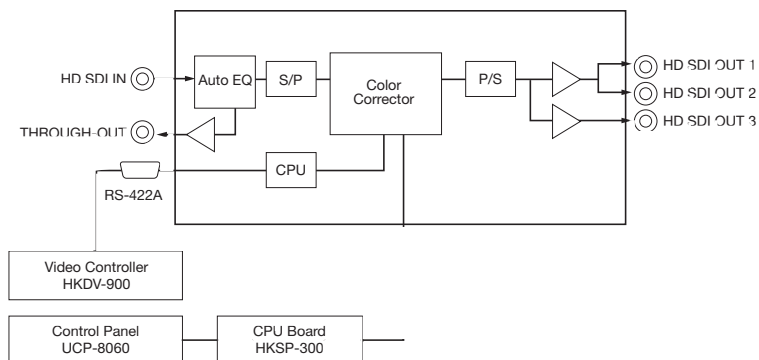 HD SDI IN
Auto EQ
S/P
Color
Corrector
P/S
HD SDI OUT 1
HD SDI OUT 2
THROUGH-OUT
HD SDI OUT 3
CPU
RS-422A
Video Controller
HKDV-900
Control Panel
UCP-8060
CPU Board
HKSP-300